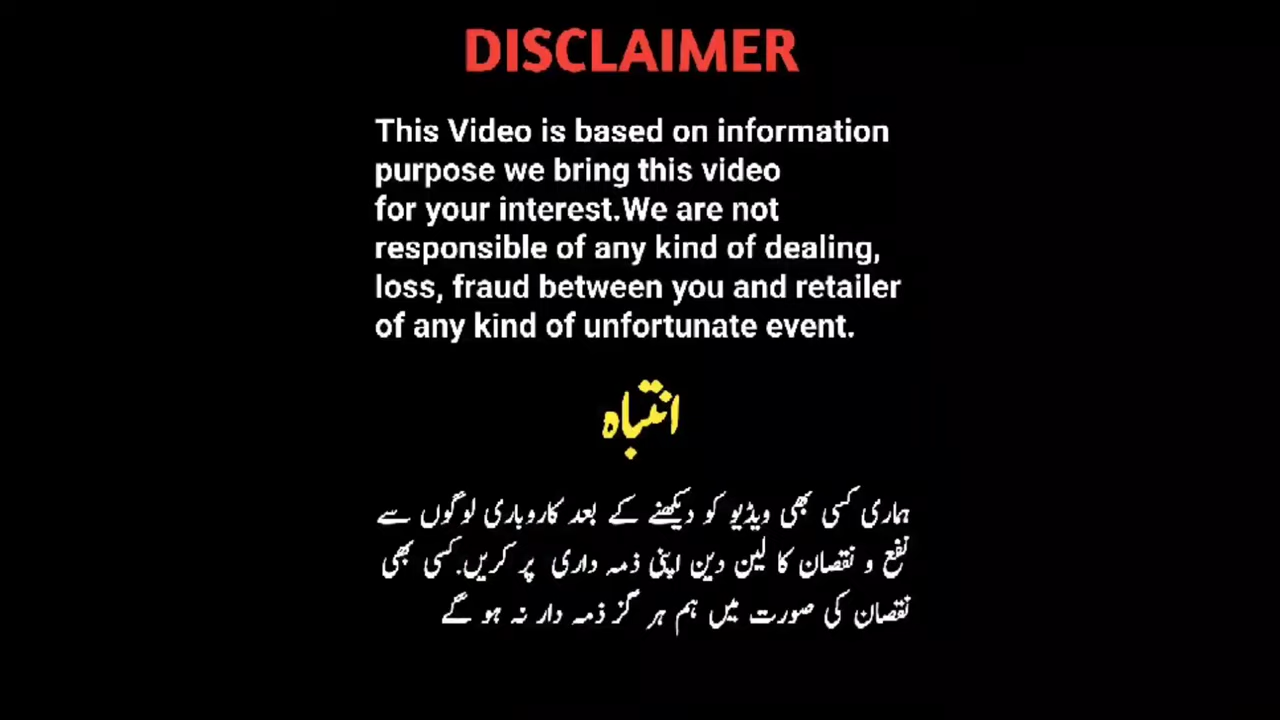 DISCLAIMER
This Video is based on information
purpose we bring this video
for your interest.We are not
responsible of any kind of dealing,
loss, fraud between you and retailer
of any kind of unfortunate event.
انتباہ
ہماری کسی بھی ویڈیو کو دیکھنے کے بعد کاروباری لوگوں سے
نفع و نقصان کا لین دین اپنی ذمہ داری پر کریں.کسی بھی
نقصان کی صورت میں ہم ہر گز ذمہ دار نہ ہو گے